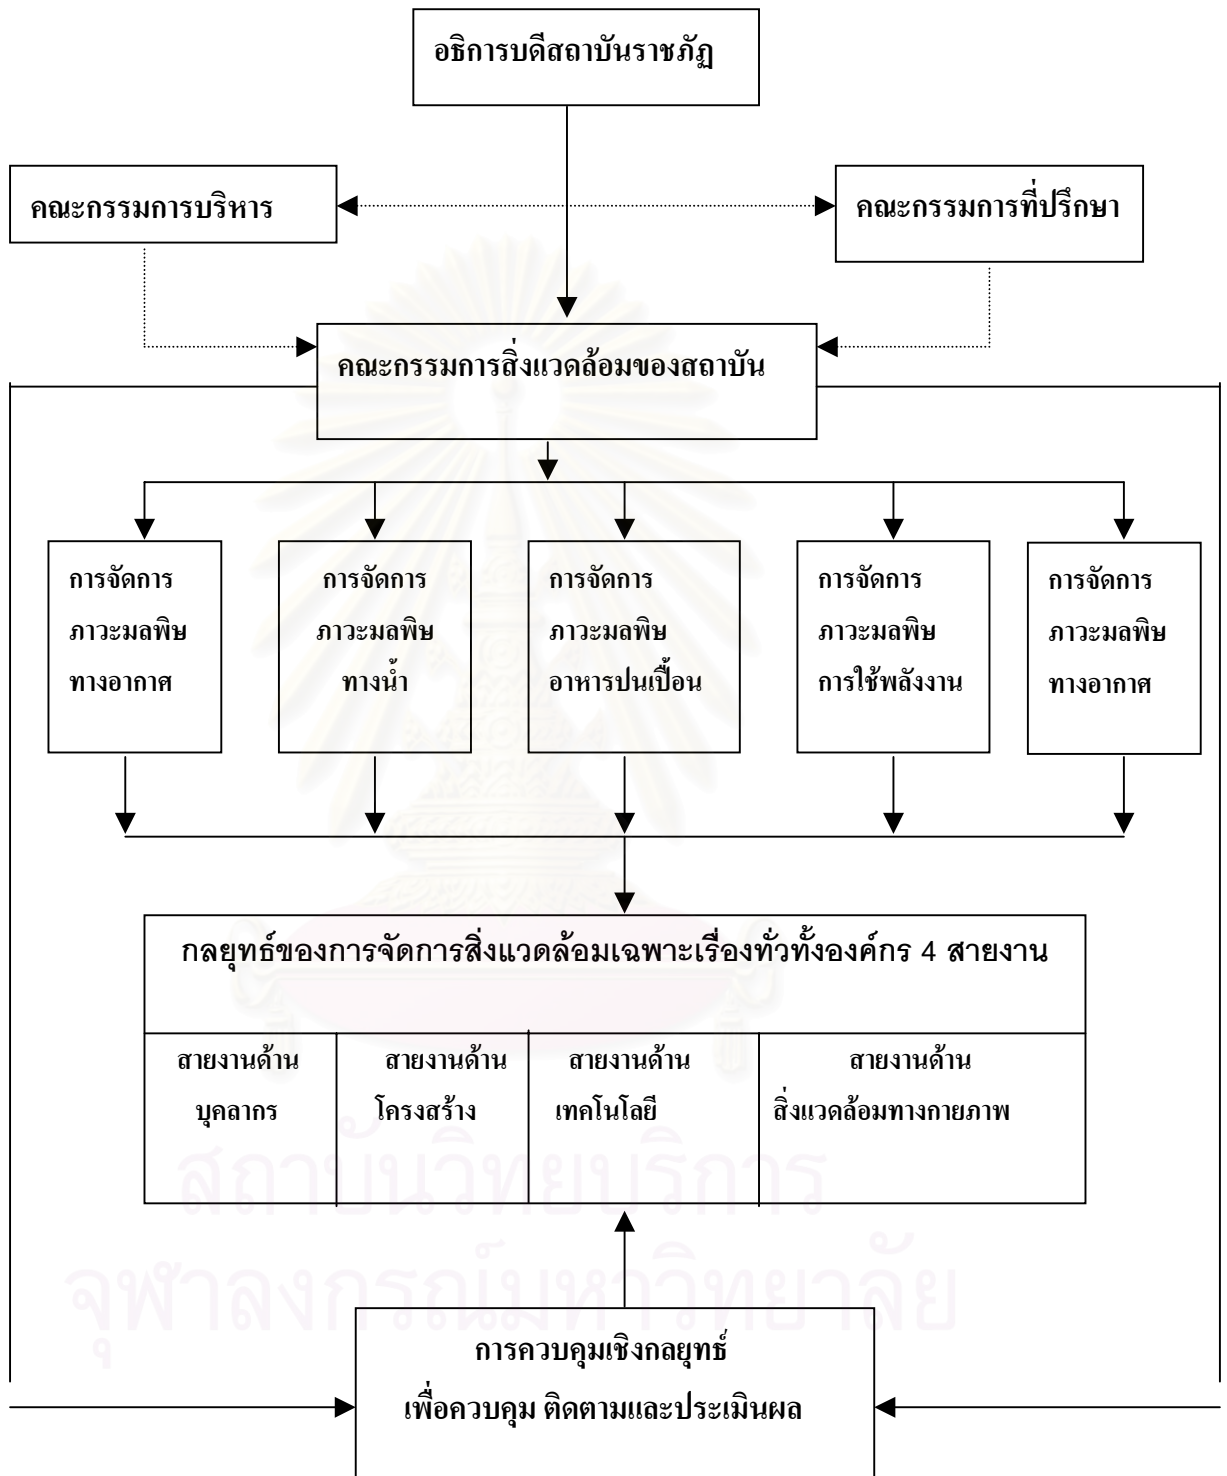 อธิการบดีสถาบันราชภัฏ
คณะกรรมการบริหาร
คณะกรรมการที่ปรึกษา
คณะกรรมการสิ่งแวดล้อมของสถาบัน
การจัดการ
ภาวะมลพิษ
ทางอากาศ
การจัดการ
ภาวะมลพิษ
ทางน้ำ
การจัดการ
ภาวะมลพิษ
อาหารปนเปื้อน
การจัดการ
ภาวะมลพิษ
การใช้พลังงาน
การจัดการ
ภาวะมลพิษ
ทางอากาศ
กลยุทธ์ของการจัดการสิ่งแวดล้อมเฉพาะเรื่องทั่วทั้งองค์กร 4 สายงาน
สายงานด้าน
บุคลากร
สายงานด้าน
โครงสร้าง
สายงานด้าน
เทคโนโลยี
สายงานด้าน
สิ่งแวดล้อมทางกายภาพ
สถาบันวิทยบริการ
จุฬาลงกรณ์มหาวิทยาลัย
การควบคุมเชิงกลยุทธ์
เพื่อควบคุม ติดตามและประเมินผล